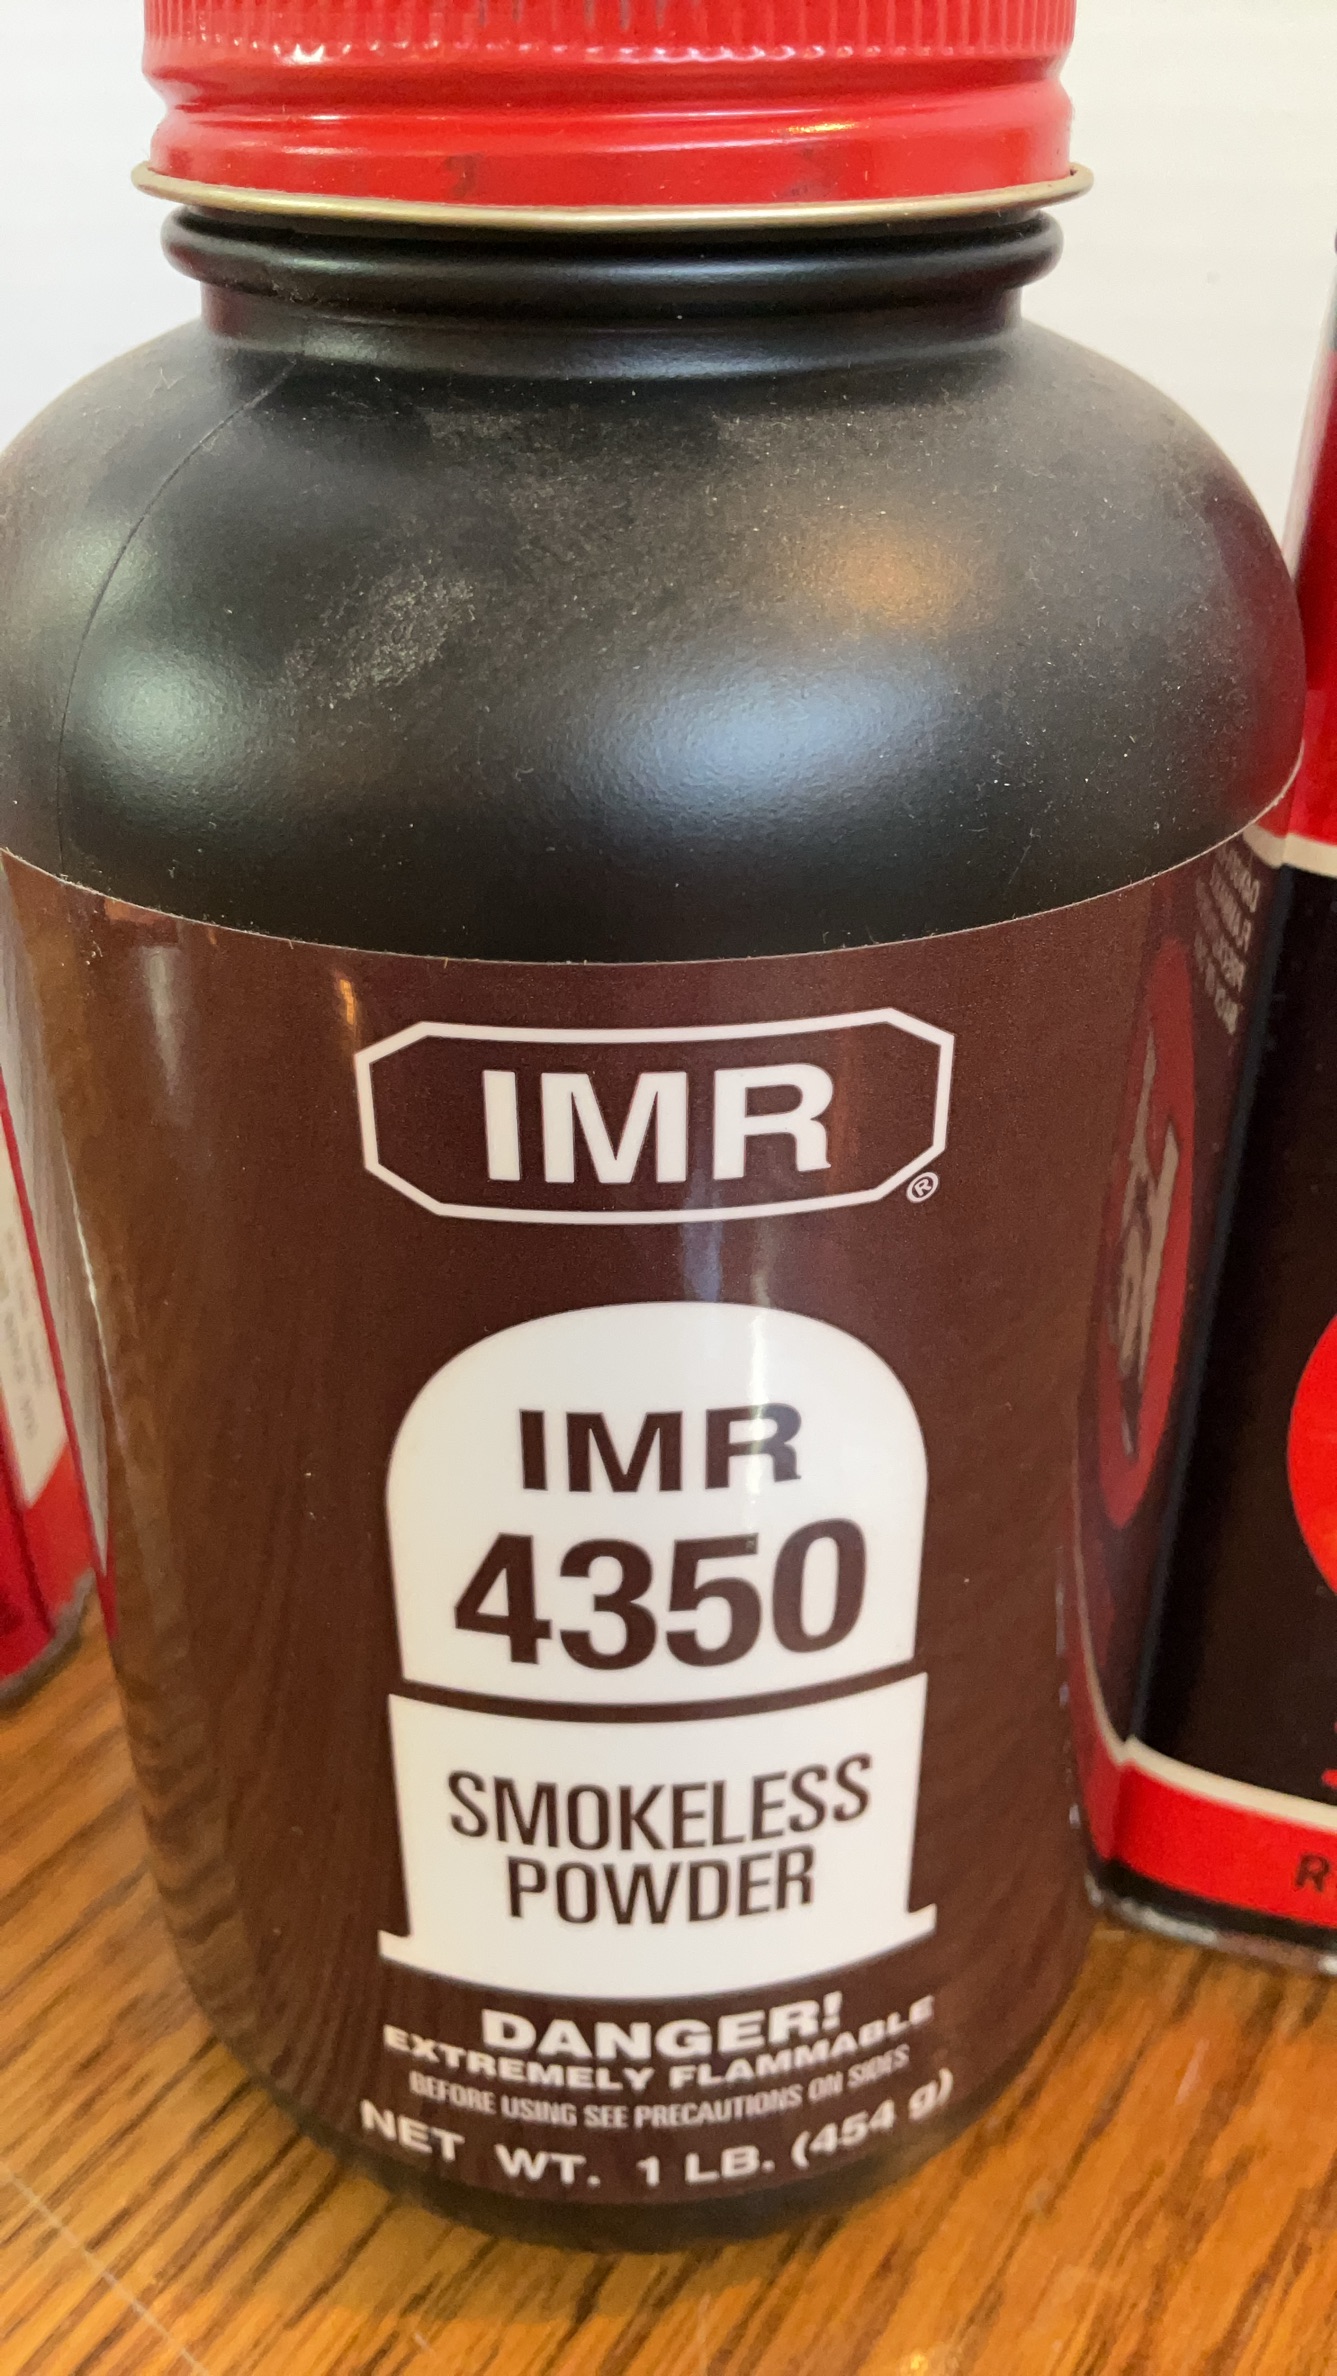 IMR®
IMR
4350
SMOKELESS
POWDER
DANGER!
EXTREMELY FLAMMABLE
BEFORE USING SEE PRECAUTIONS ON SIDES
NET WT. 1 LB. (454 g)
R